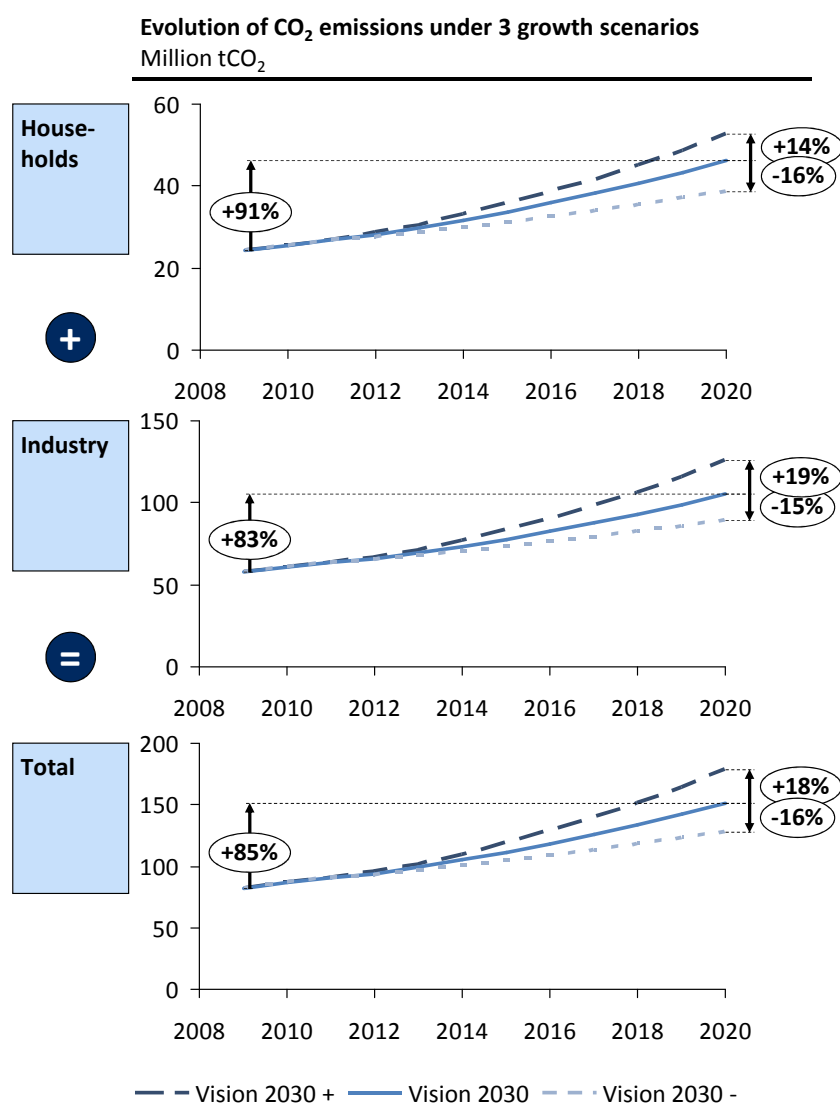 Evolution of CO2 emissions under 3 growth scenarios
Million tCO2
House-
holds
60
40
20
0
+91%
+14%
-16%
2008 2010 2012 2014 2016 2018 2020
+
Industry
150
100
50
0
+83%
+19%
-15%
2008 2010 2012 2014 2016 2018 2020
=
Total
200
150
100
50
0
+85%
+18%
-16%
2008 2010 2012 2014 2016 2018 2020
Vision 2030 + Vision 2030 Vision 2030 -